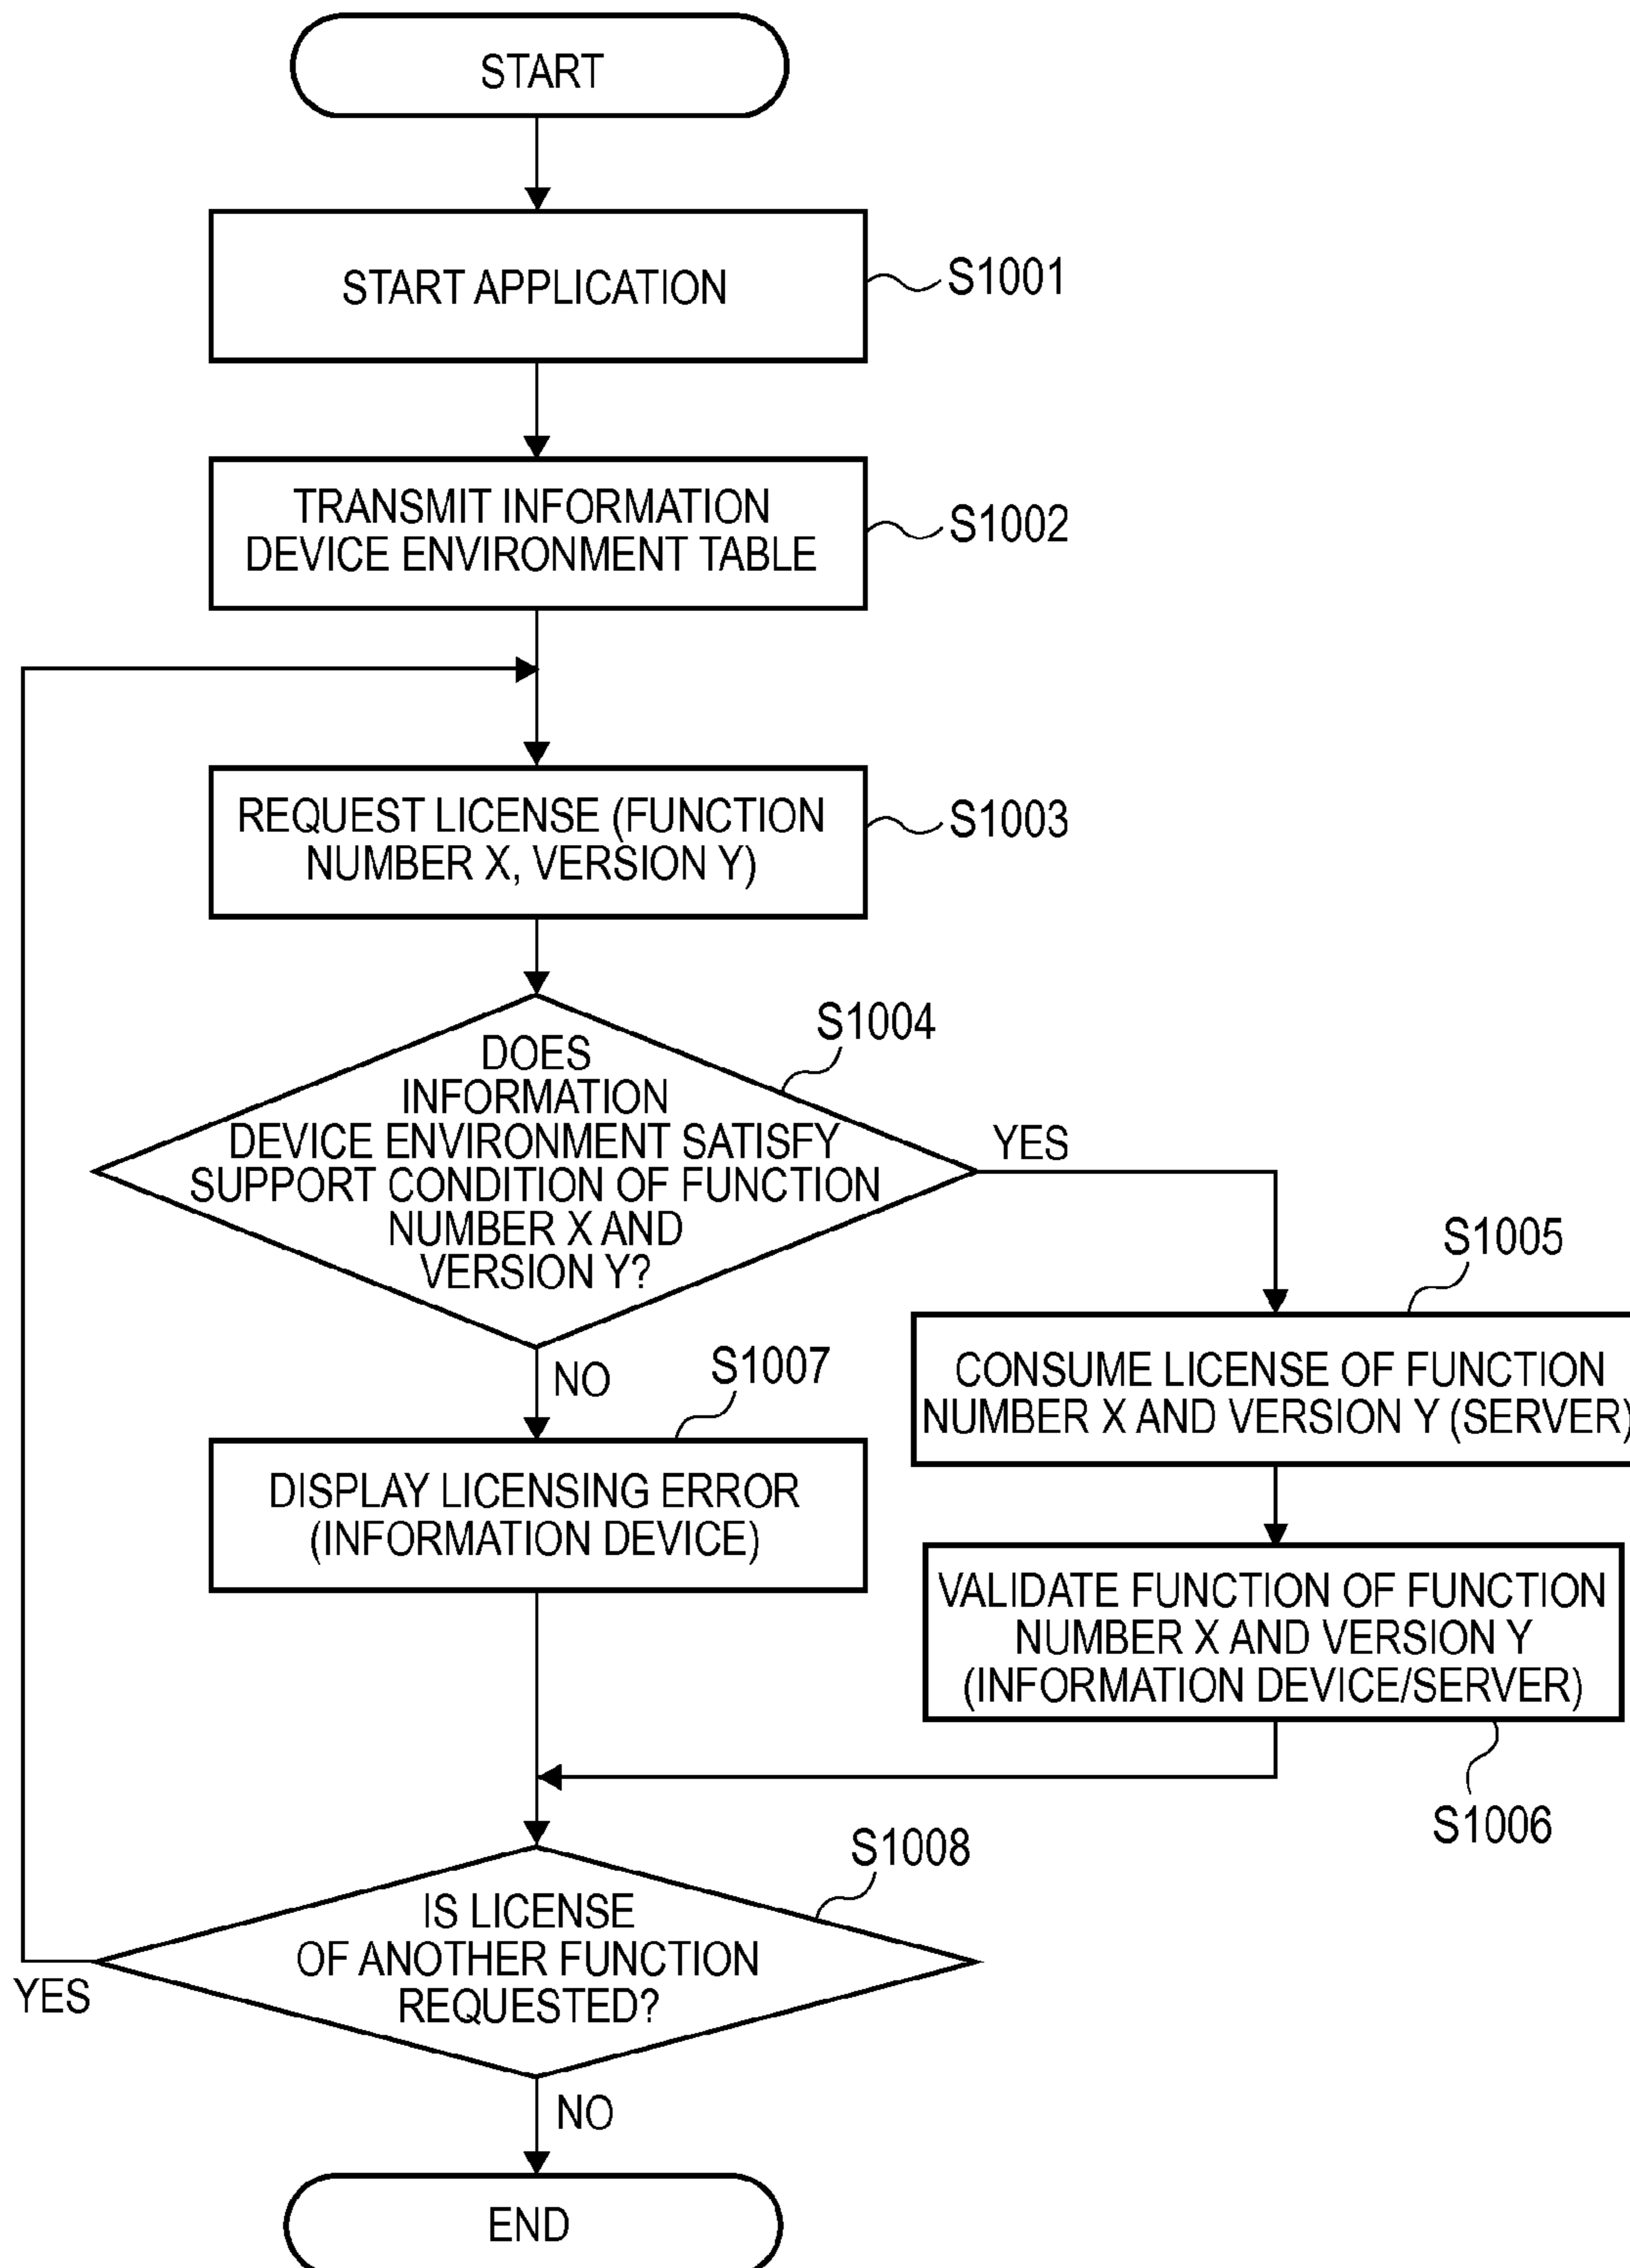 START
START APPLICATION
S1001
TRANSMIT INFORMATION
DEVICE ENVIRONMENT TABLE
S1002
REQUEST LICENSE (FUNCTION
NUMBER X, VERSION Y)
S1003
DOES
INFORMATION
DEVICE ENVIRONMENT SATISFY
SUPPORT CONDITION OF FUNCTION
NUMBER X AND
VERSION Y?
S1004
YES
NO
S1005
CONSUME LICENSE OF FUNCTION
NUMBER X AND VERSION Y (SERVER)
S1007
DISPLAY LICENSING ERROR
(INFORMATION DEVICE)
VALIDATE FUNCTION OF FUNCTION
NUMBER X AND VERSION Y
(INFORMATION DEVICE/SERVER)
S1006
S1008
IS LICENSE
OF ANOTHER FUNCTION
REQUESTED?
YES
NO
END